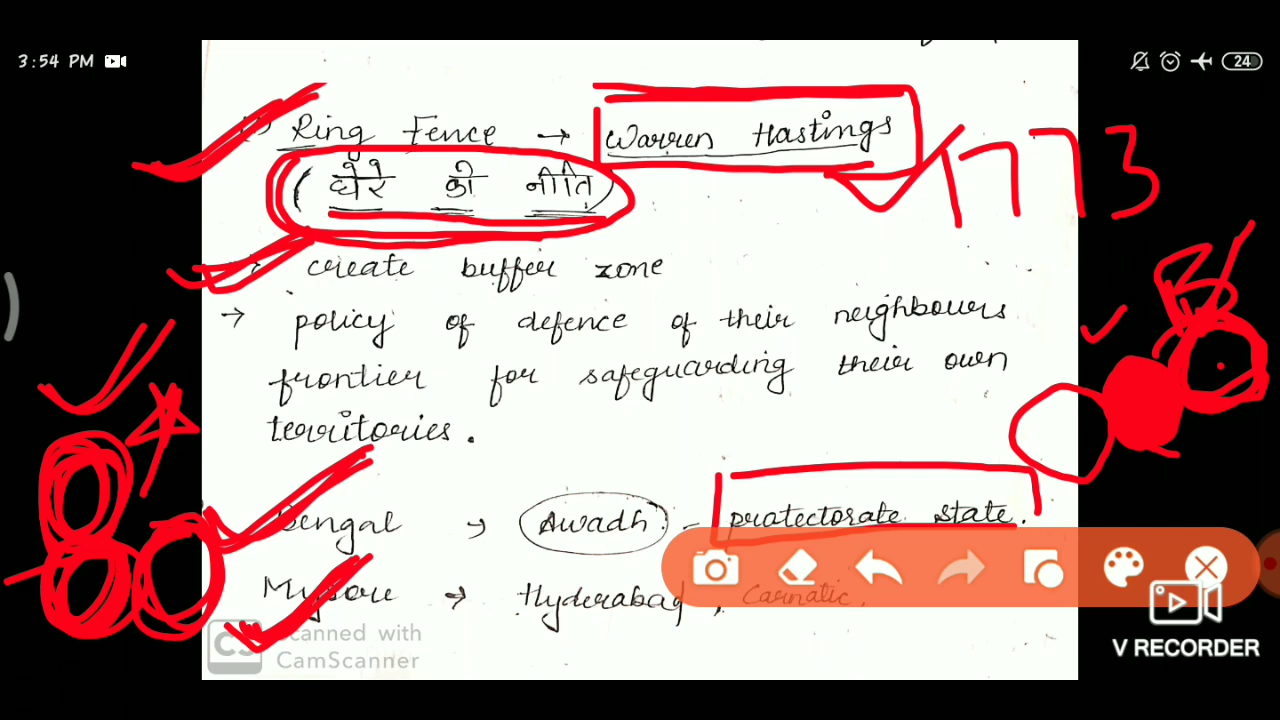 3:54 PM
24
Ring Fence → Warren Hastings
1773
(घेरे की नीति)
→ create buffer zone
→ policy of defence of their neighbours
frontier for safeguarding their own
territories.
Bengal → Awadh - protectorate state.
Mysore → Hyderabad, Carnatic.
CS Scanned with
CamScanner
V RECORDER